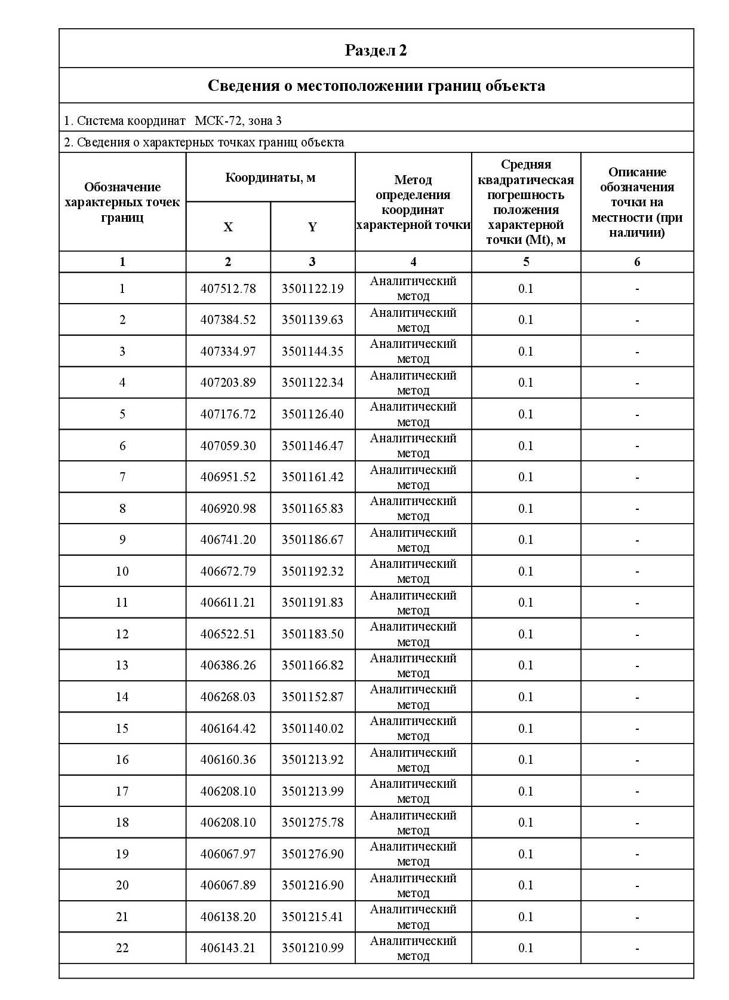 Раздел 2
Сведения о местоположении границ объекта
1. Система координат МСК-72, зона 3
2. Сведения о характерных точках границ объекта
Обозначение
характерных точек
границ
Координаты, м
X Y
Метод
определения
координат
характерной точки
Средняя
квадратическая
погрешность
положения
характерной
точки (Mt), м
Описание
обозначения
точки на
местности (при
наличии)
1 2 3 4 5 6
1 407512.78 3501122.19 Аналитический
метод 0.1 -
2 407384.52 3501139.63 Аналитический
метод 0.1 -
3 407334.97 3501144.35 Аналитический
метод 0.1 -
4 407203.89 3501122.34 Аналитический
метод 0.1 -
5 407176.72 3501126.40 Аналитический
метод 0.1 -
6 407059.30 3501146.47 Аналитический
метод 0.1 -
7 406951.52 3501161.42 Аналитический
метод 0.1 -
8 406920.98 3501165.83 Аналитический
метод 0.1 -
9 406741.20 3501186.67 Аналитический
метод 0.1 -
10 406672.79 3501192.32 Аналитический
метод 0.1 -
11 406611.21 3501191.83 Аналитический
метод 0.1 -
12 406522.51 3501183.50 Аналитический
метод 0.1 -
13 406386.26 3501166.82 Аналитический
метод 0.1 -
14 406268.03 3501152.87 Аналитический
метод 0.1 -
15 406164.42 3501140.02 Аналитический
метод 0.1 -
16 406160.36 3501213.92 Аналитический
метод 0.1 -
17 406208.10 3501213.99 Аналитический
метод 0.1 -
18 406208.10 3501275.78 Аналитический
метод 0.1 -
19 406067.97 3501276.90 Аналитический
метод 0.1 -
20 406067.89 3501216.90 Аналитический
метод 0.1 -
21 406138.20 3501215.41 Аналитический
метод 0.1 -
22 406143.21 3501210.99 Аналитический
метод 0.1 -